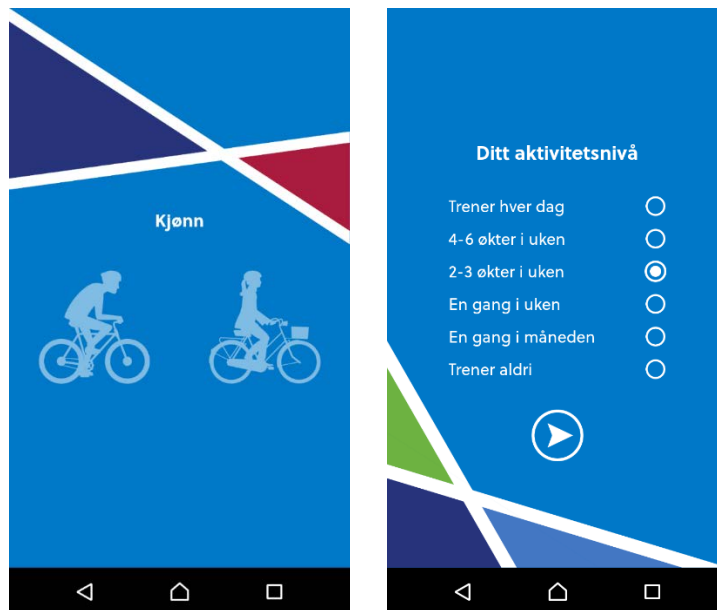 Kjønn
Ditt aktivitetsnivå
Trener hver dag
4-6 økter i uken
2-3 økter i uken
En gang i uken
En gang i måneden
Trener aldri